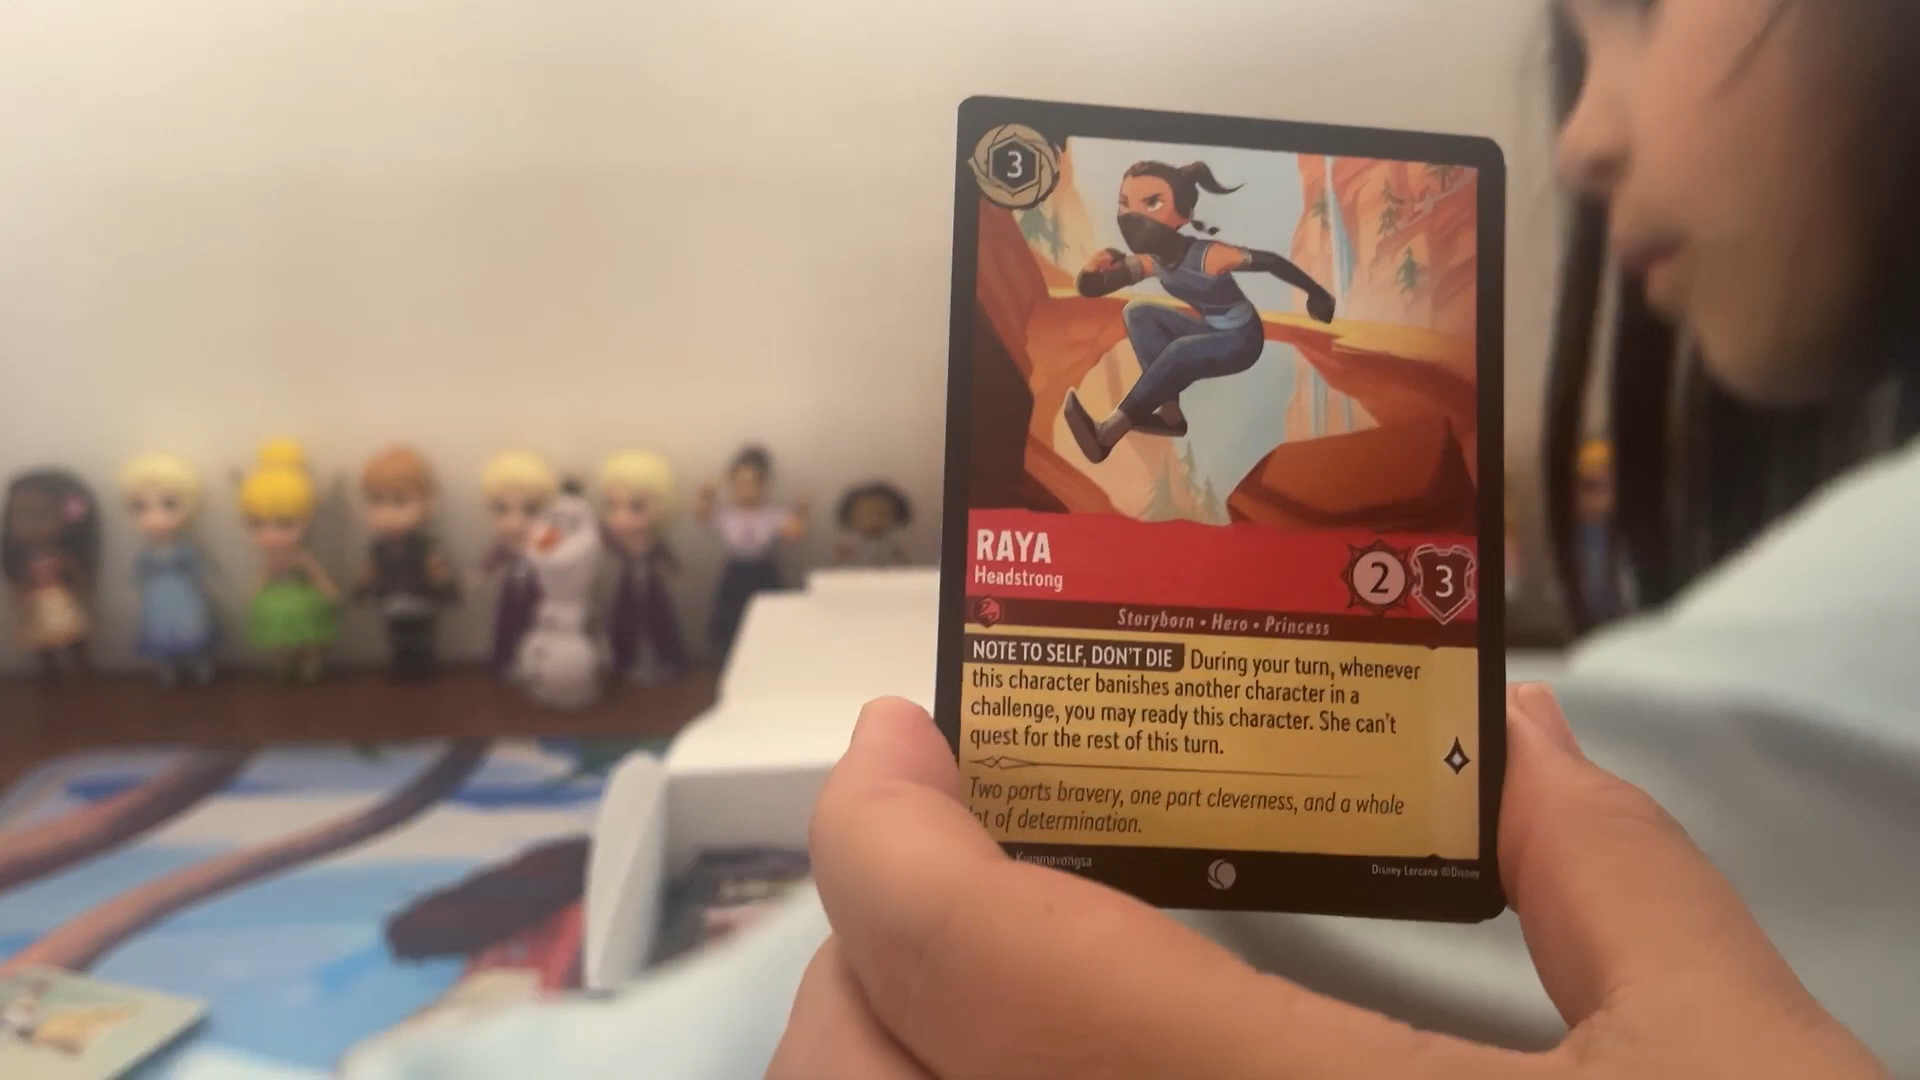 3
RAYA
Headstrong
2 3
Storyborn • Hero • Princess
NOTE TO SELF, DON'T DIE During your turn, whenever
this character banishes another character in a
challenge, you may ready this character. She can't
quest for the rest of this turn.
Two parts bravery, one part cleverness, and a whole
lot of determination.
Kommavongsa
Disney Lorcana ©Disney